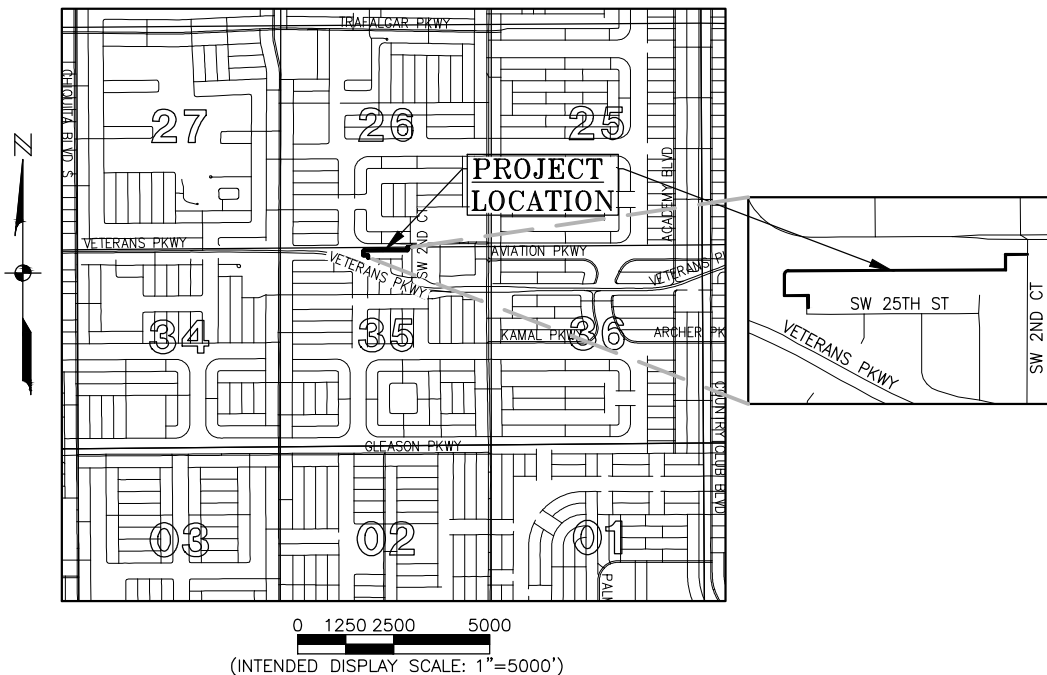 TRAFALGAR PKWY
CHIQUITA BLVD S
27
26
25
N
PROJECT
LOCATION
ACADEMY BLVD
SW 2ND CT
VETERANS PKWY
AVIATION PKWY
VETERANS PKWY
VETERANS P
34
35
36
KAMAL PKWY
ARCHER PK
SW 25TH ST
VETERANS PKWY
SW 2ND CT
COUNTRY CLUB BLVD
GLEASON PKWY
03
02
01
PALM
0 1250 2500 5000
(INTENDED DISPLAY SCALE: 1"=5000')